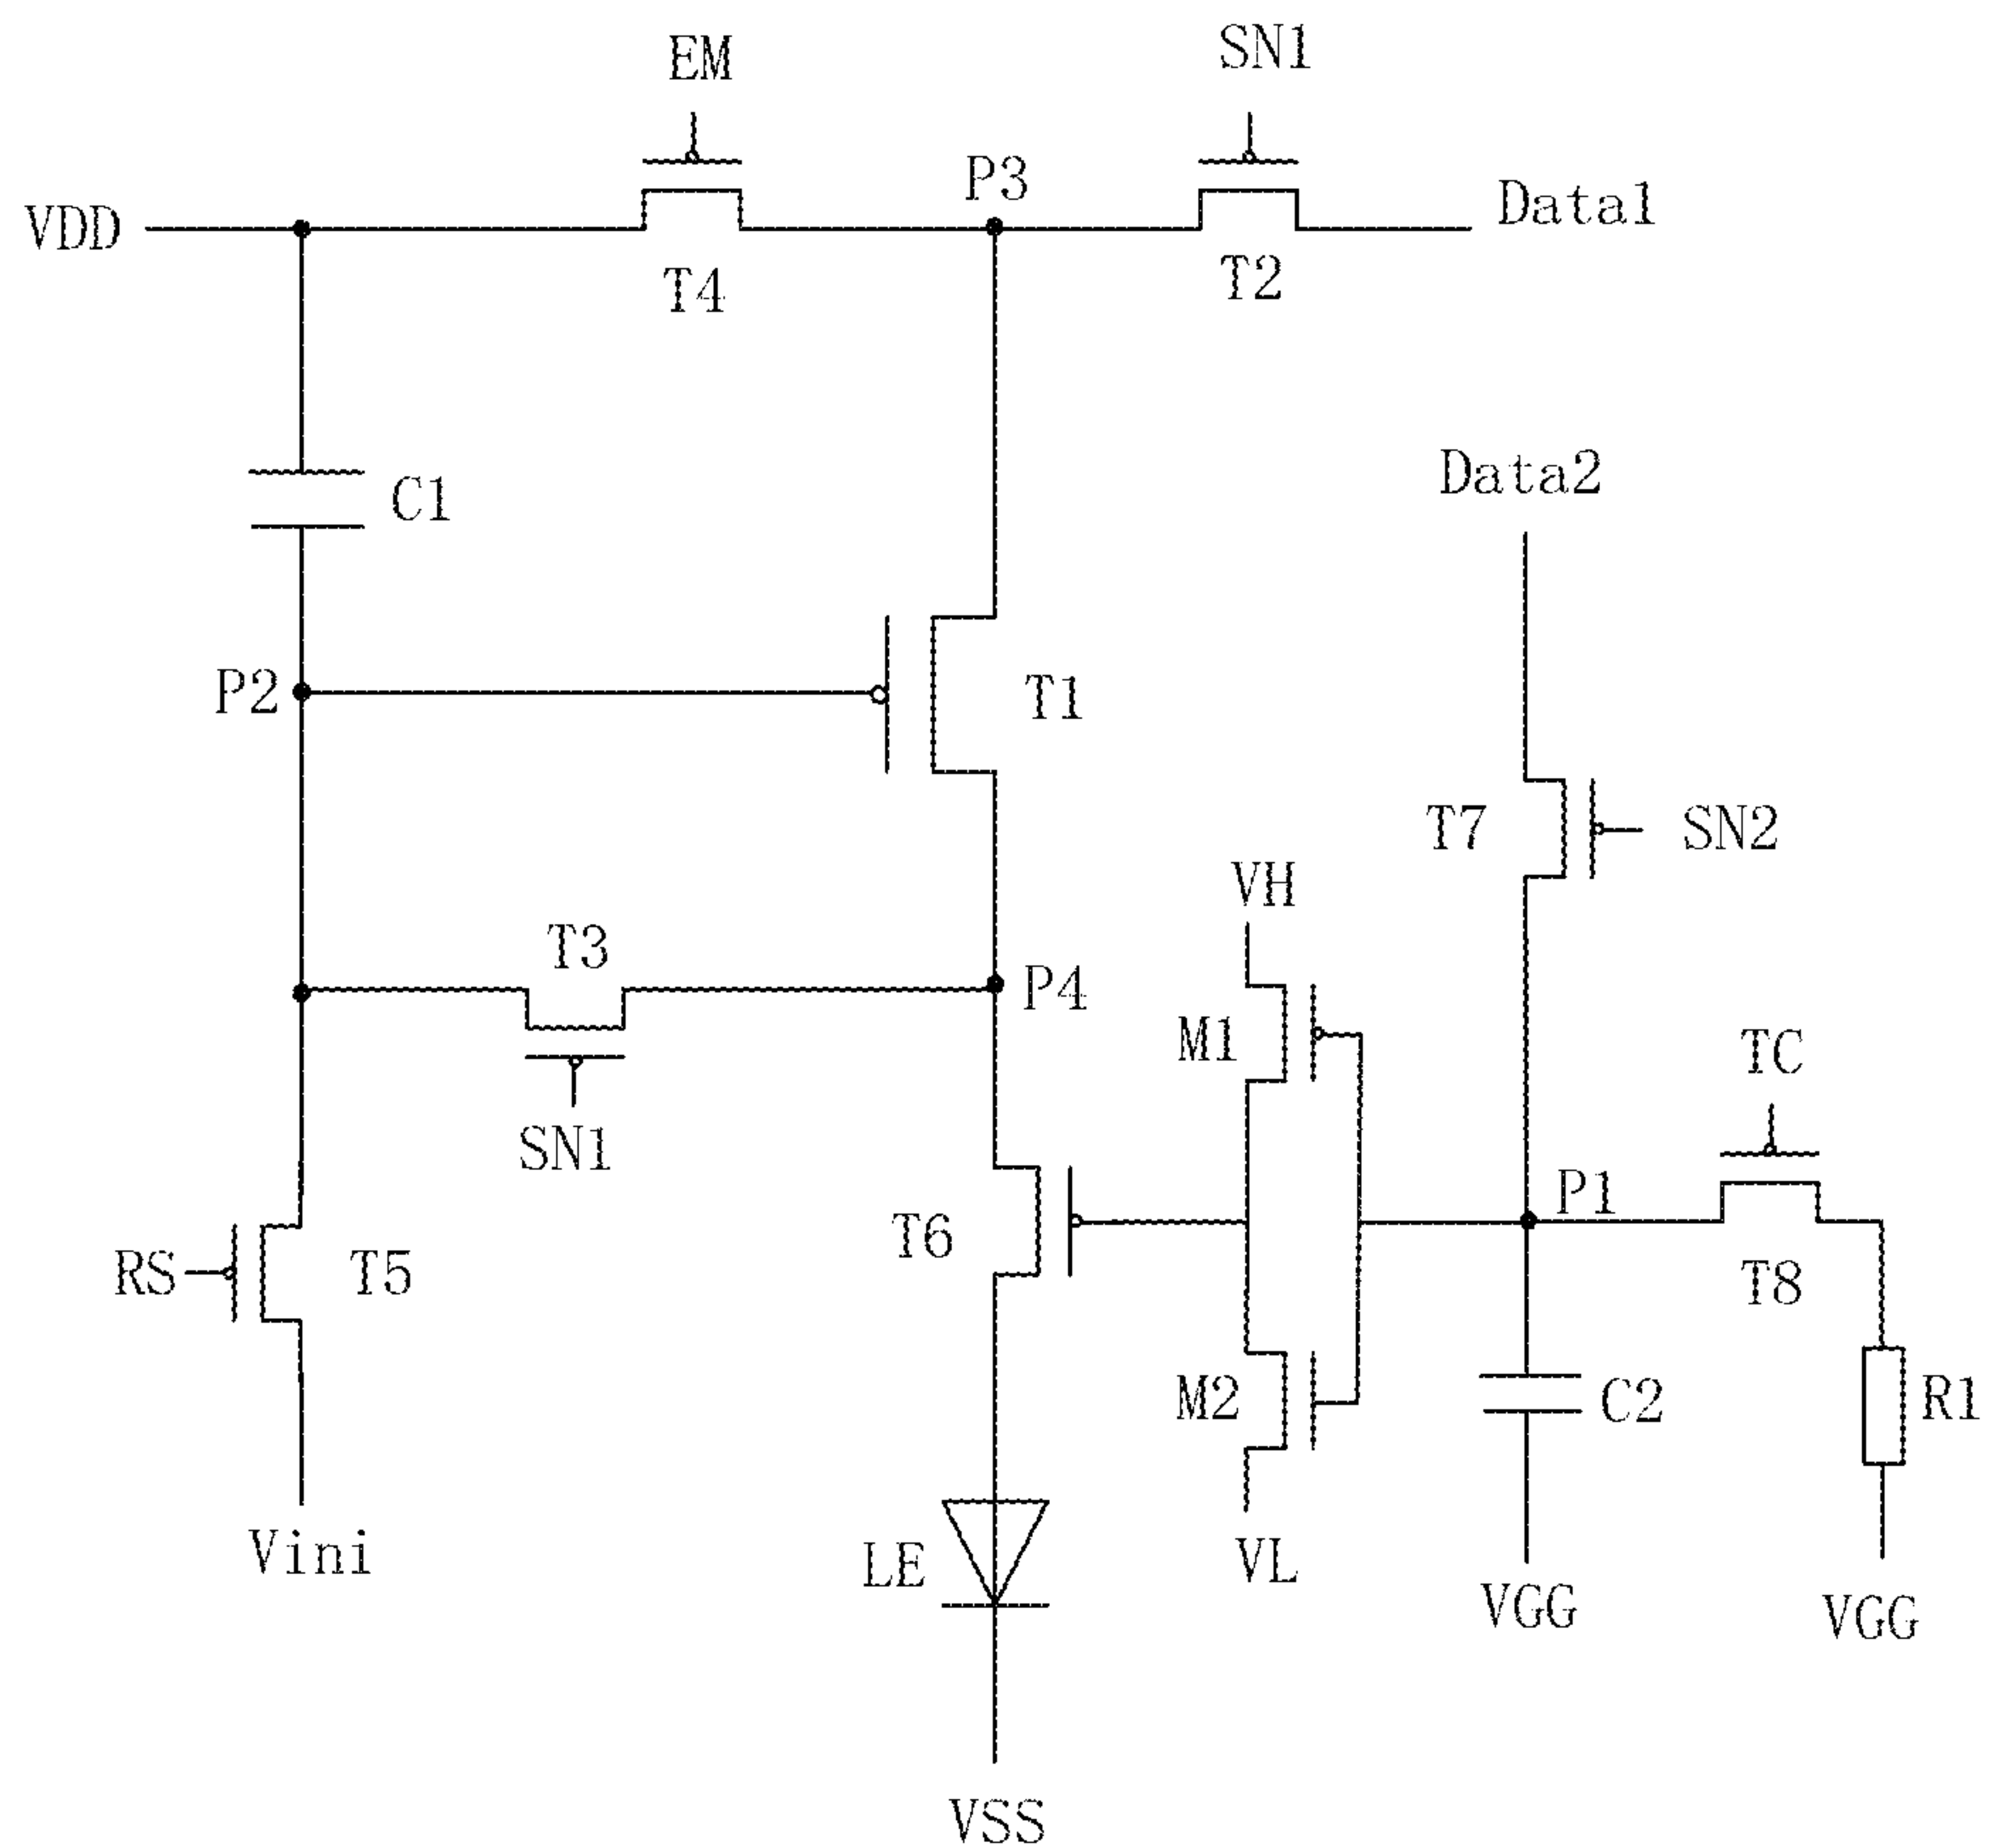 EM
SN1
P3
VDD
Data1
T4
T2
C1
Data2
P2
T1
T7
SN2
VH
T3
P4
M1
TC
SN1
P1
T6
RS
T5
T8
M2
C2
R1
Vini
LE
VL
VGG
VGG
VSS